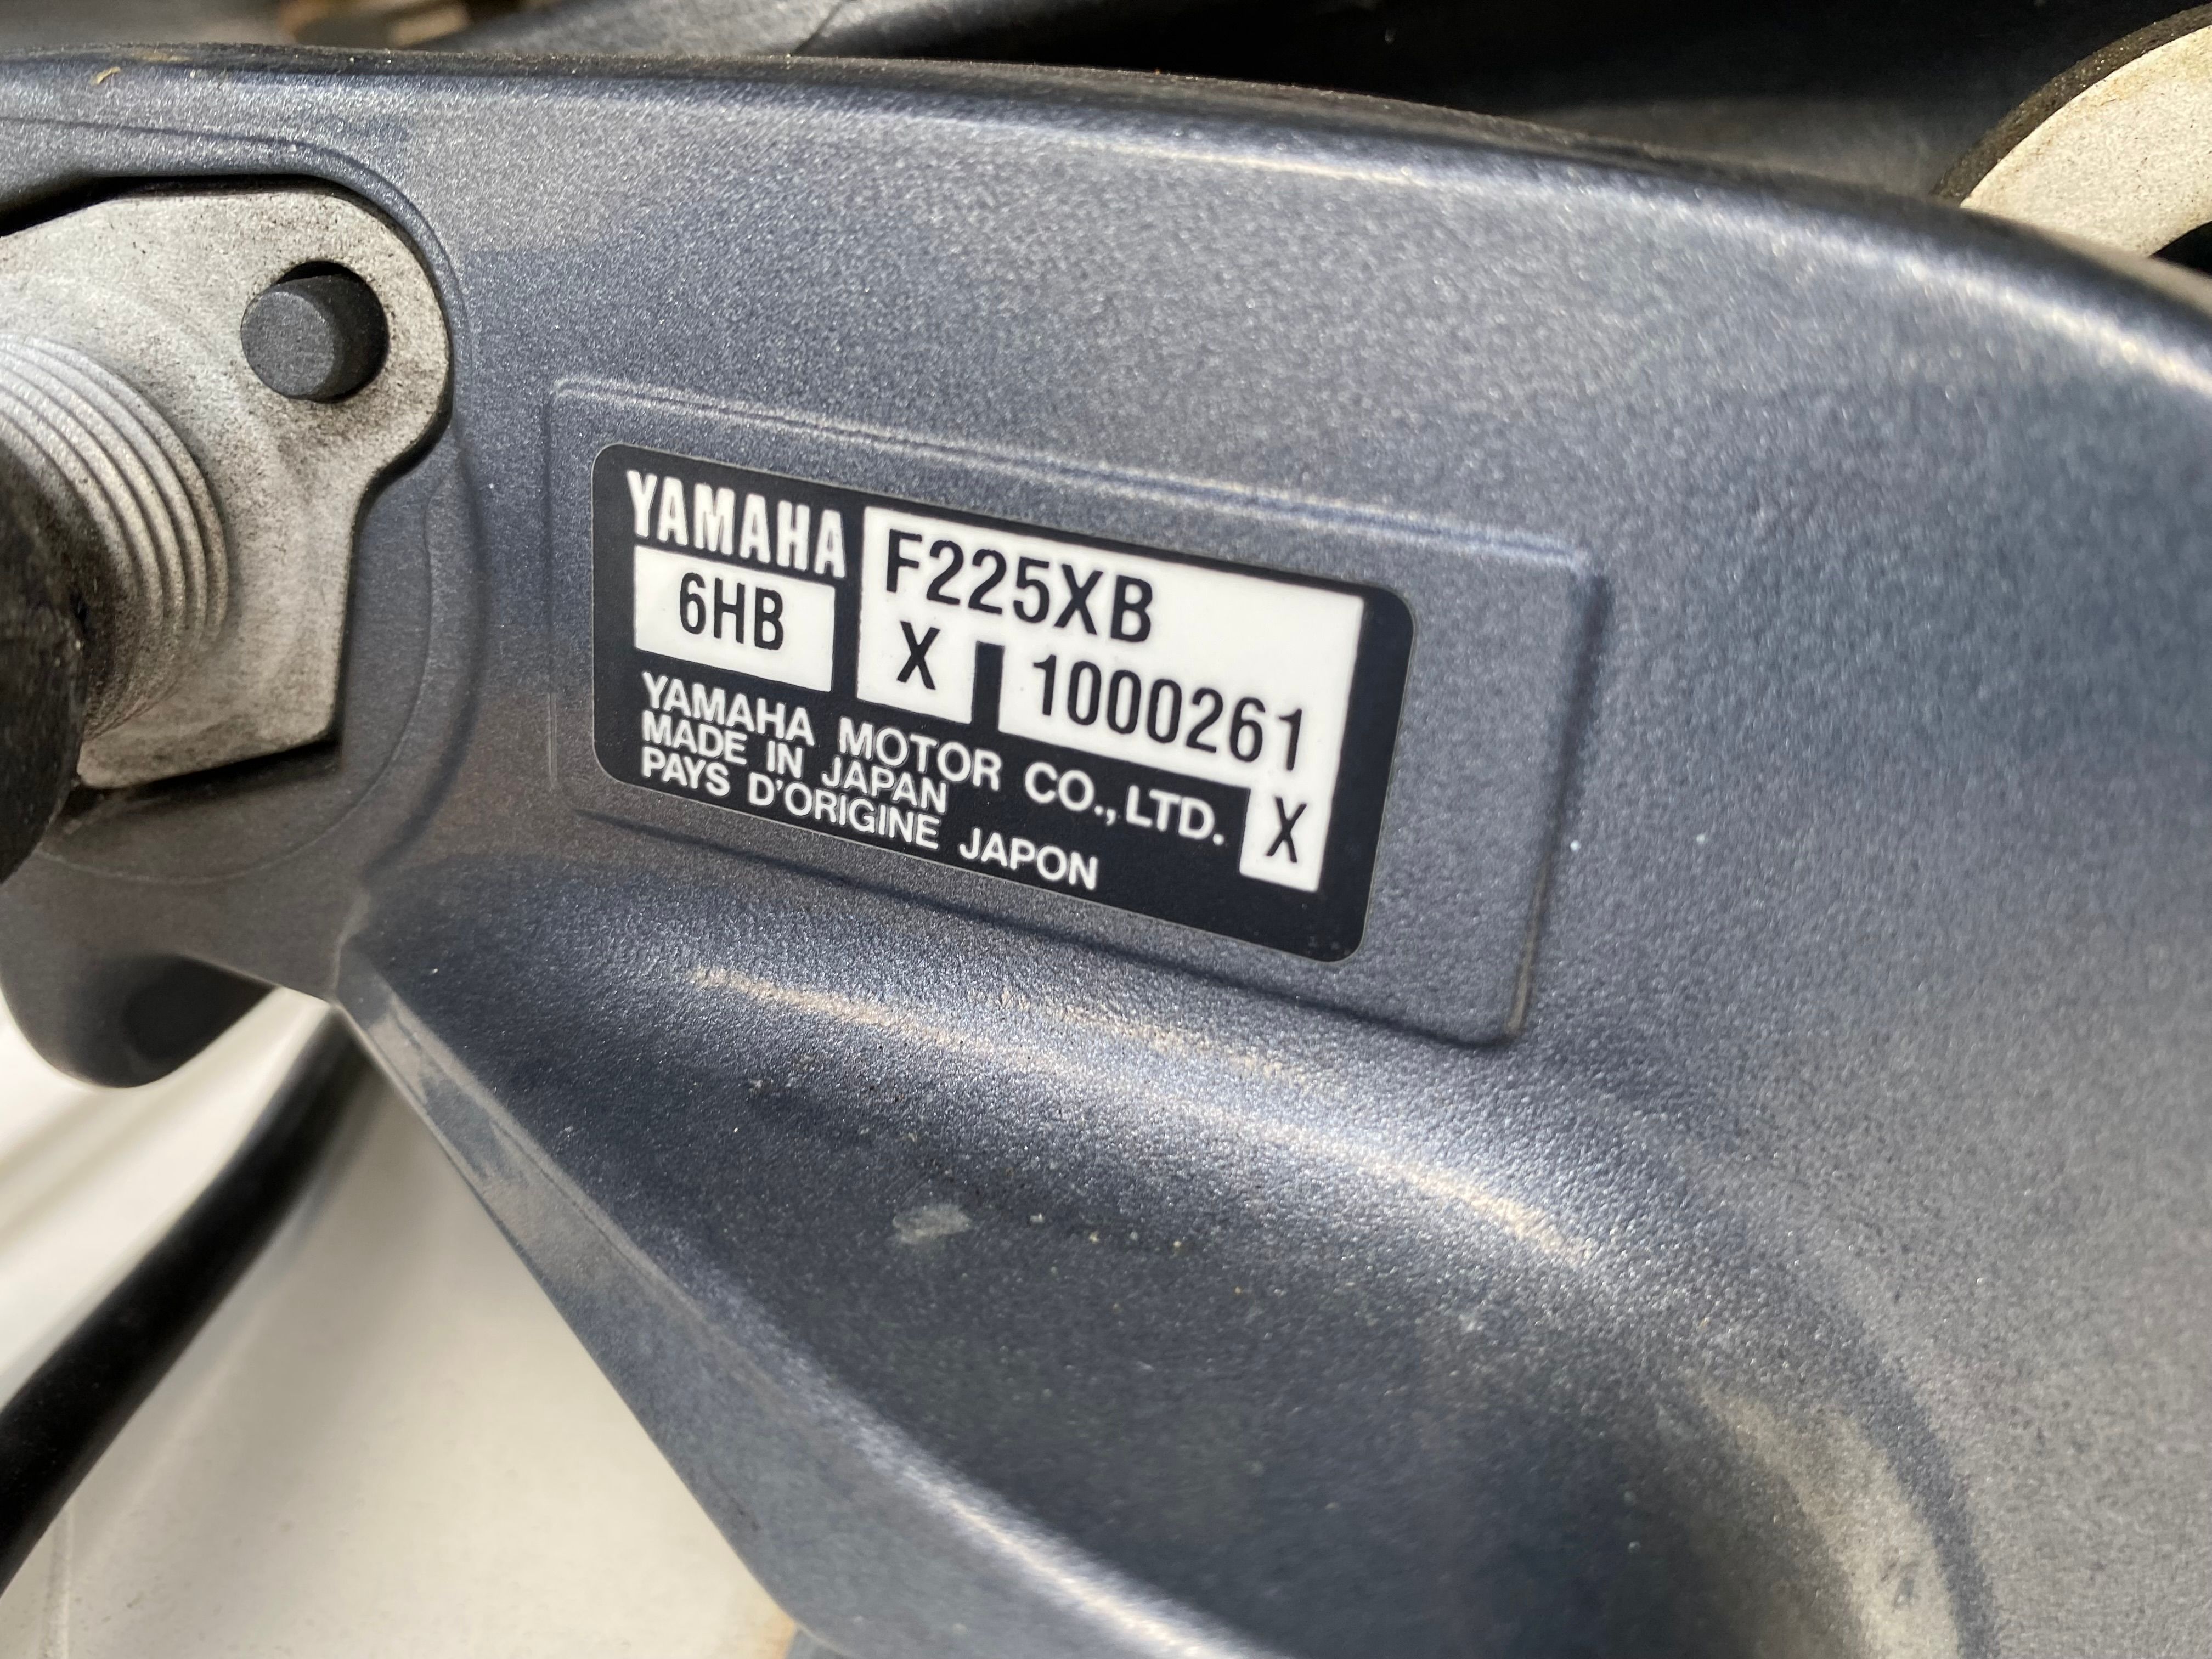 YAMAHA F225XB
6HB X 1000261
YAMAHA MOTOR CO., LTD. X
MADE IN JAPAN
PAYS D'ORIGINE JAPON